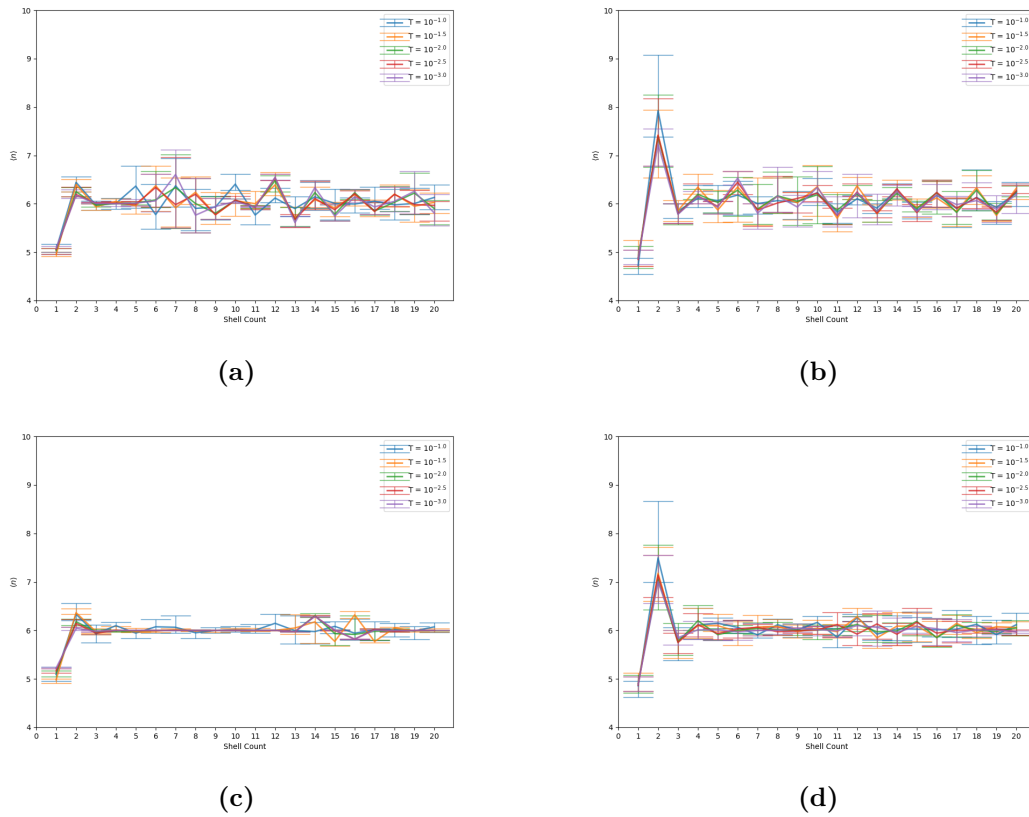 10
9
8
7
6
5
4
⟨n⟩
0 1 2 3 4 5 6 7 8 9 10 11 12 13 14 15 16 17 18 19 20
Shell Count
T = 10^-1.0
T = 10^-1.5
T = 10^-2.0
T = 10^-2.5
T = 10^-3.0
(a)
10
9
8
7
6
5
4
⟨n⟩
0 1 2 3 4 5 6 7 8 9 10 11 12 13 14 15 16 17 18 19 20
Shell Count
T = 10^-1.0
T = 10^-1.5
T = 10^-2.0
T = 10^-2.5
T = 10^-3.0
(b)
10
9
8
7
6
5
4
⟨n⟩
0 1 2 3 4 5 6 7 8 9 10 11 12 13 14 15 16 17 18 19 20
Shell Count
T = 10^-1.0
T = 10^-1.5
T = 10^-2.0
T = 10^-2.5
T = 10^-3.0
(c)
10
9
8
7
6
5
4
⟨n⟩
0 1 2 3 4 5 6 7 8 9 10 11 12 13 14 15 16 17 18 19 20
Shell Count
T = 10^-1.0
T = 10^-1.5
T = 10^-2.0
T = 10^-2.5
T = 10^-3.0
(d)